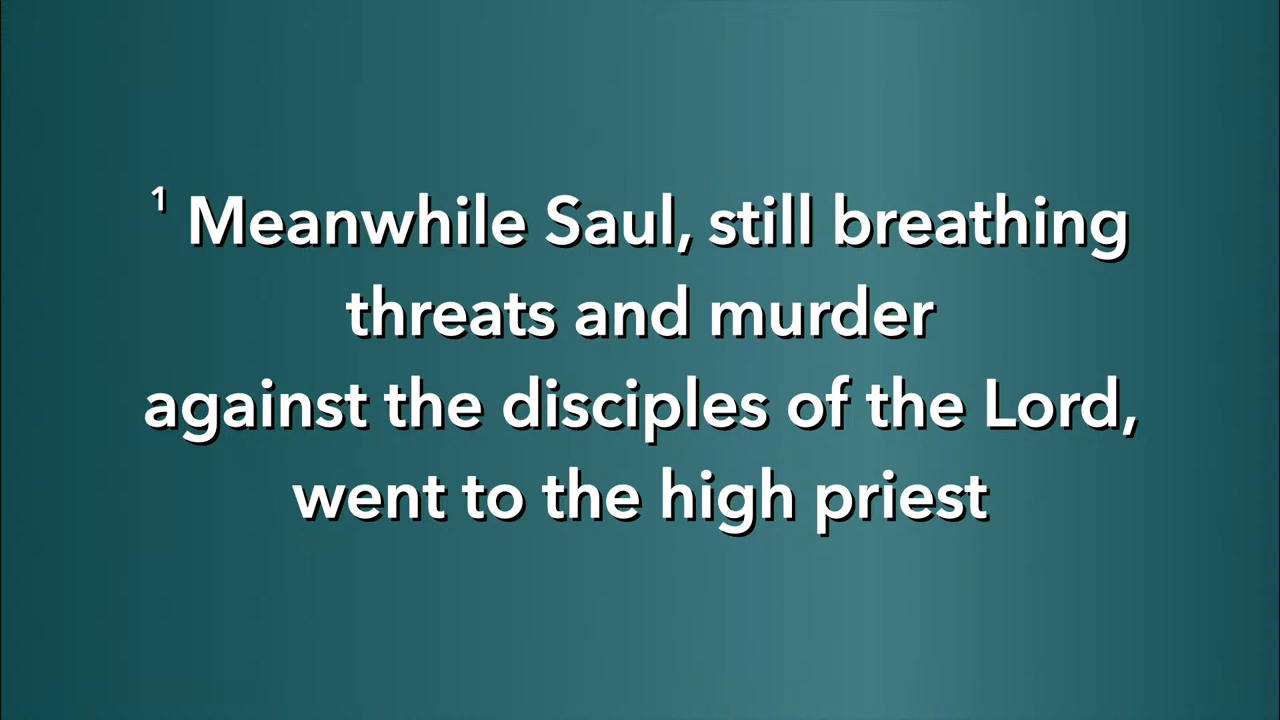 1 Meanwhile Saul, still breathing
threats and murder
against the disciples of the Lord,
went to the high priest